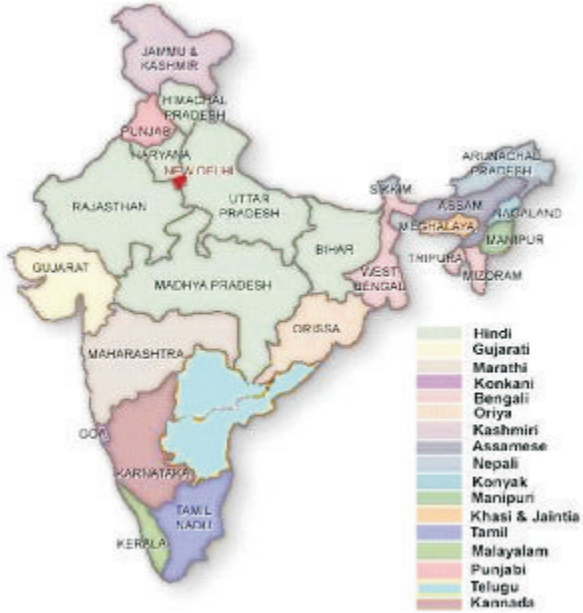 JAMMU &
KASHMIR
HIMACHAL
PRADESH
PUNJAB
HARYANA
NEW DELHI
RAJASTHAN
UTTAR
PRADESH
SIKKIM
ARUNACHAL
PRADESH
ASSAM
NAGALAND
MEGHALAYA
MANIPUR
BIHAR
TRIPURA
MIZORAM
WEST
BENGAL
GUJARAT
MADHYA PRADESH
ORISSA
MAHARASHTRA
GOA
KARNATAKA
TAMIL
NADU
KERALA
Hindi
Gujarati
Marathi
Konkani
Bengali
Oriya
Kashmiri
Assamese
Nepali
Konyak
Manipuri
Khasi & Jaintia
Tamil
Malayalam
Punjabi
Telugu
Kannada